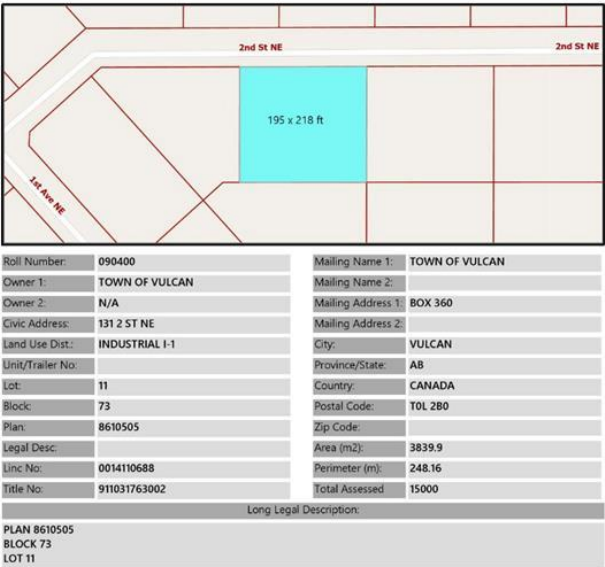 2nd St NE
2nd St NE
195 x 218 ft
1st Ave NE
Roll Number: 090400
Mailing Name 1: TOWN OF VULCAN
Owner 1: TOWN OF VULCAN
Mailing Name 2:
Owner 2: N/A
Mailing Address 1: BOX 360
Civic Address: 131 2 ST NE
Mailing Address 2:
Land Use Dist.: INDUSTRIAL I-1
City: VULCAN
Unit/Trailer No:
Province/State: AB
Lot: 11
Country: CANADA
Block: 73
Postal Code: T0L 2B0
Plan: 8610505
Zip Code:
Legal Desc:
Area (m2): 3839.9
Linc No: 0014110688
Perimeter (m): 248.16
Title No: 911031763002
Total Assessed 15000
Long Legal Description:
PLAN 8610505
BLOCK 73
LOT 11